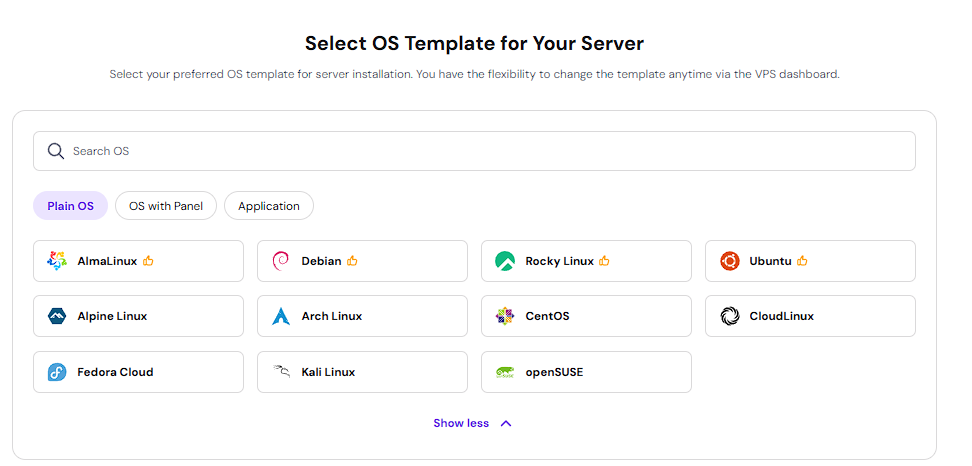 Select OS Template for Your Server
Select your preferred OS template for server installation. You have the flexibility to change the template anytime via the VPS dashboard.
Search OS
Plain OS
OS with Panel
Application
AlmaLinux
Debian
Rocky Linux
Ubuntu
Alpine Linux
Arch Linux
CentOS
CloudLinux
Fedora Cloud
Kali Linux
openSUSE
Show less